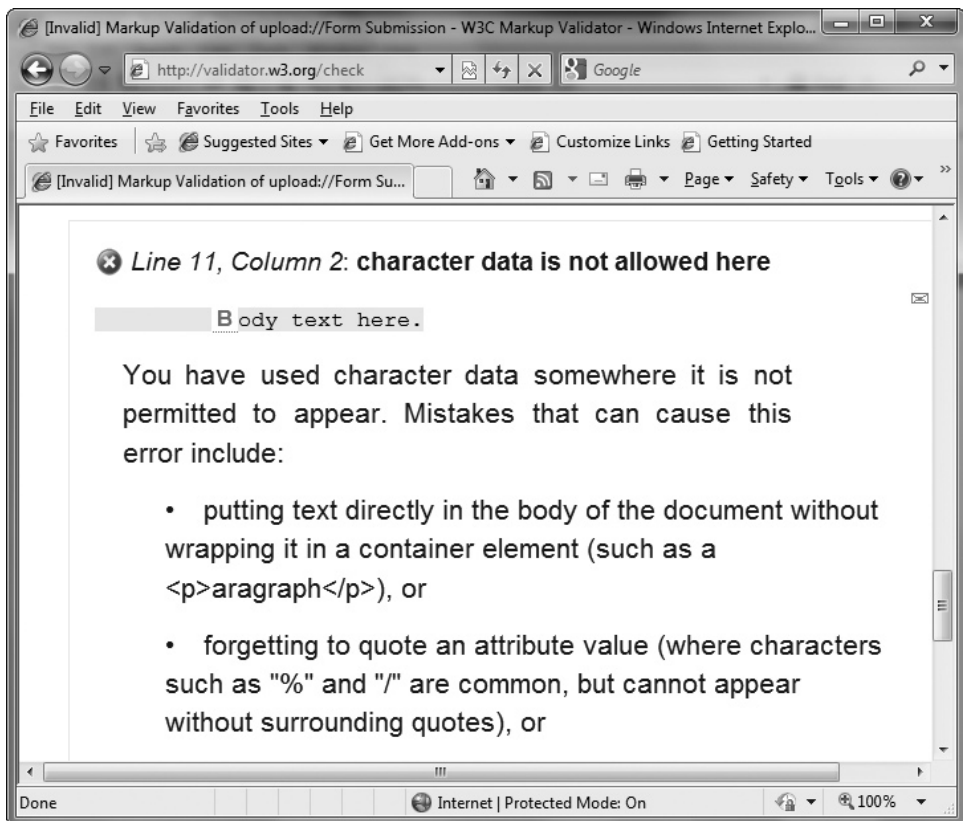 [Invalid] Markup Validation of upload://Form Submission - W3C Markup Validator - Windows Internet Explo...
http://validator.w3.org/check
Google
File Edit View Favorites Tools Help
Favorites Suggested Sites Get More Add-ons Customize Links Getting Started
[Invalid] Markup Validation of upload://Form Su... Page Safety Tools
Line 11, Column 2: character data is not allowed here
Body text here.
You have used character data somewhere it is not
permitted to appear. Mistakes that can cause this
error include:
• putting text directly in the body of the document without
wrapping it in a container element (such as a
<p>aragraph</p>), or
• forgetting to quote an attribute value (where characters
such as "%" and "/" are common, but cannot appear
without surrounding quotes), or
Done Internet | Protected Mode: On 100%